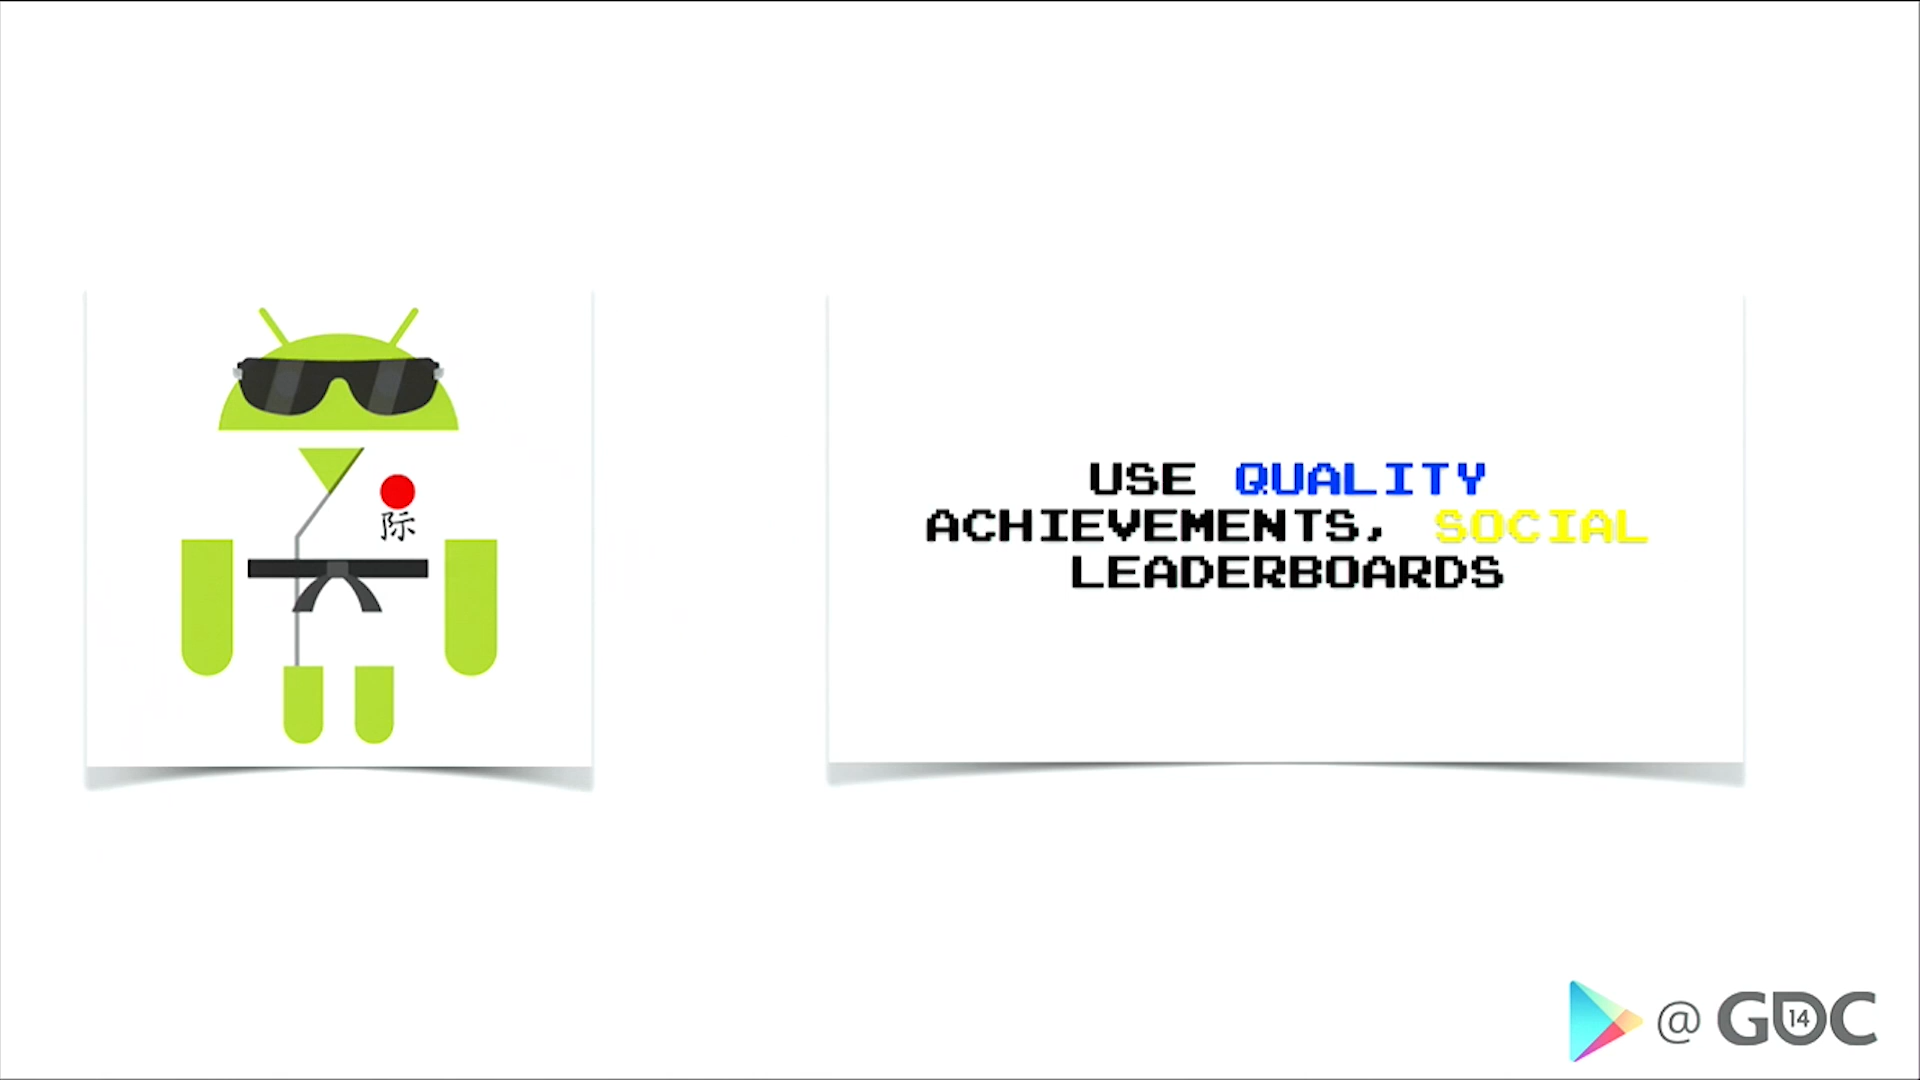 际
USE QUALITY
ACHIEVEMENTS, SOCIAL
LEADERBOARDS
@ GDC 14